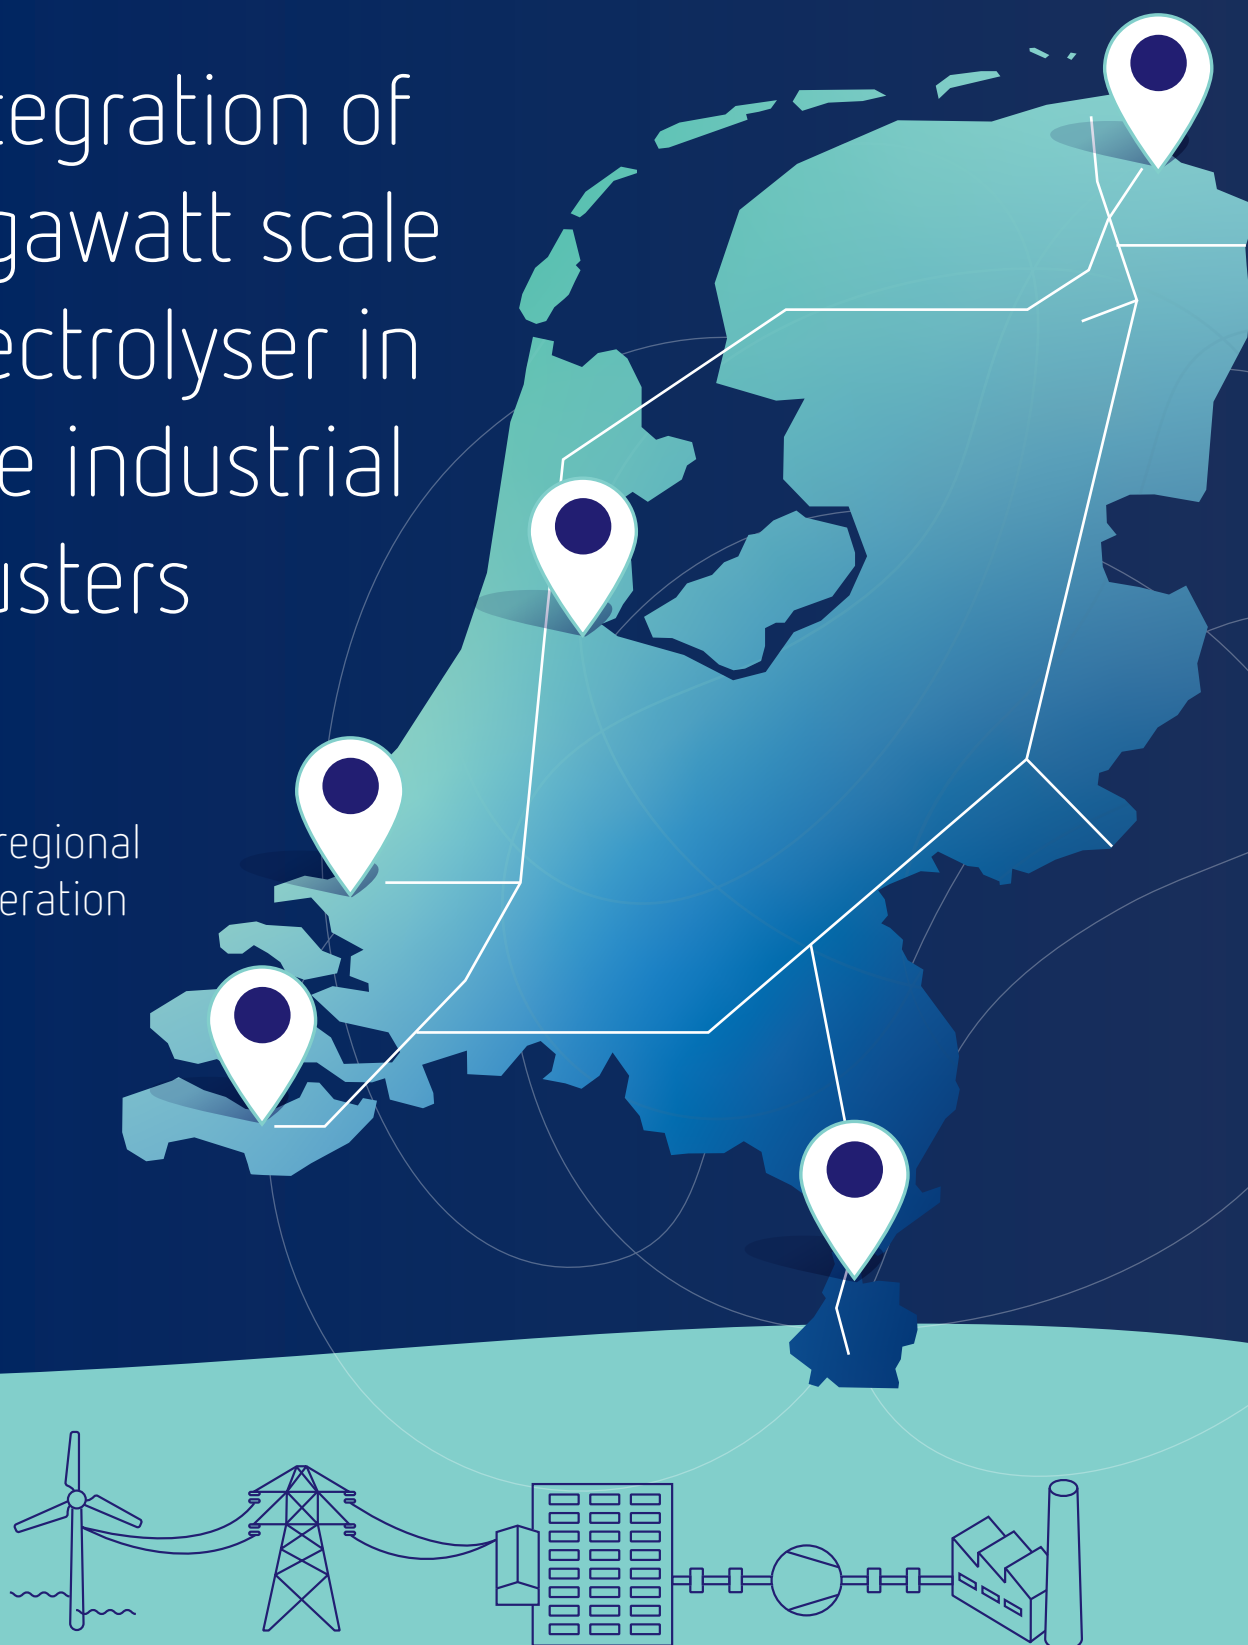 tegration of
gawatt scale
ectrolyser in
e industrial
usters
regional
eration